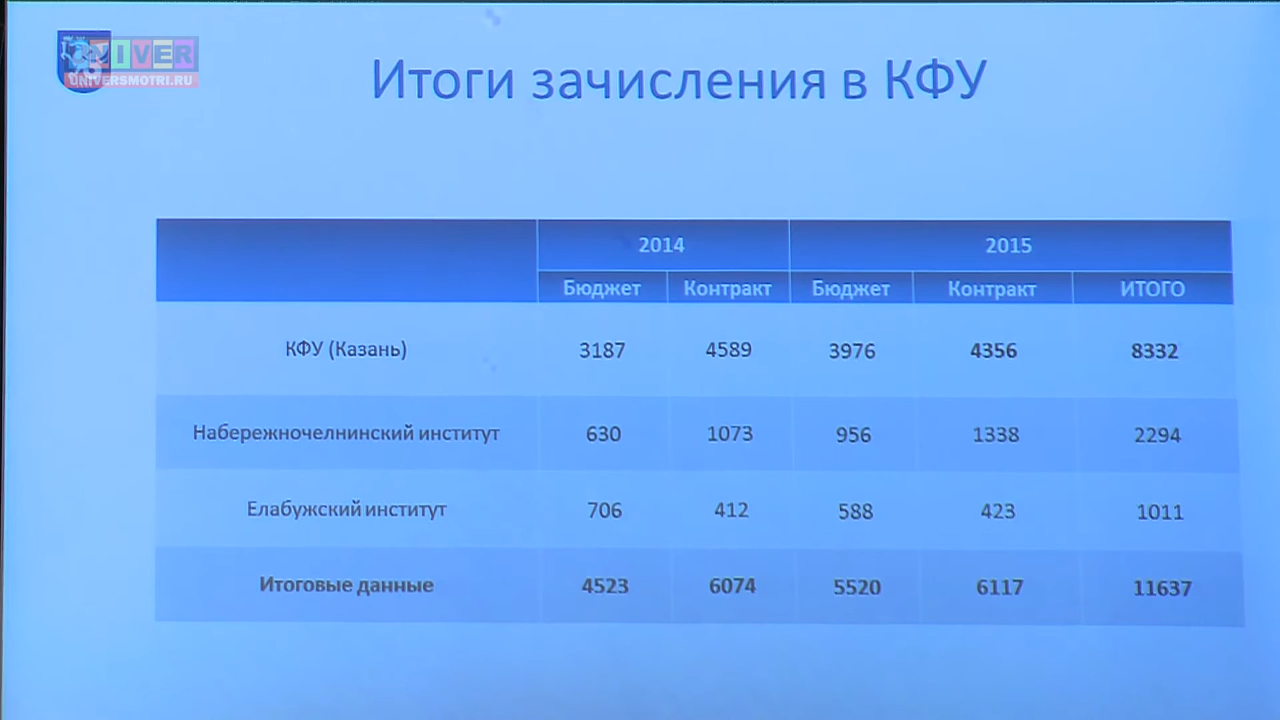 UNIVER
UNIVERSMOTRI.RU
Итоги зачисления в КФУ
2014 2015
Бюджет Контракт Бюджет Контракт ИТОГО
КФУ (Казань) 3187 4589 3976 4356 8332
Набережночелнинский институт 630 1073 956 1338 2294
Елабужский институт 706 412 588 423 1011
Итоговые данные 4523 6074 5520 6117 11637